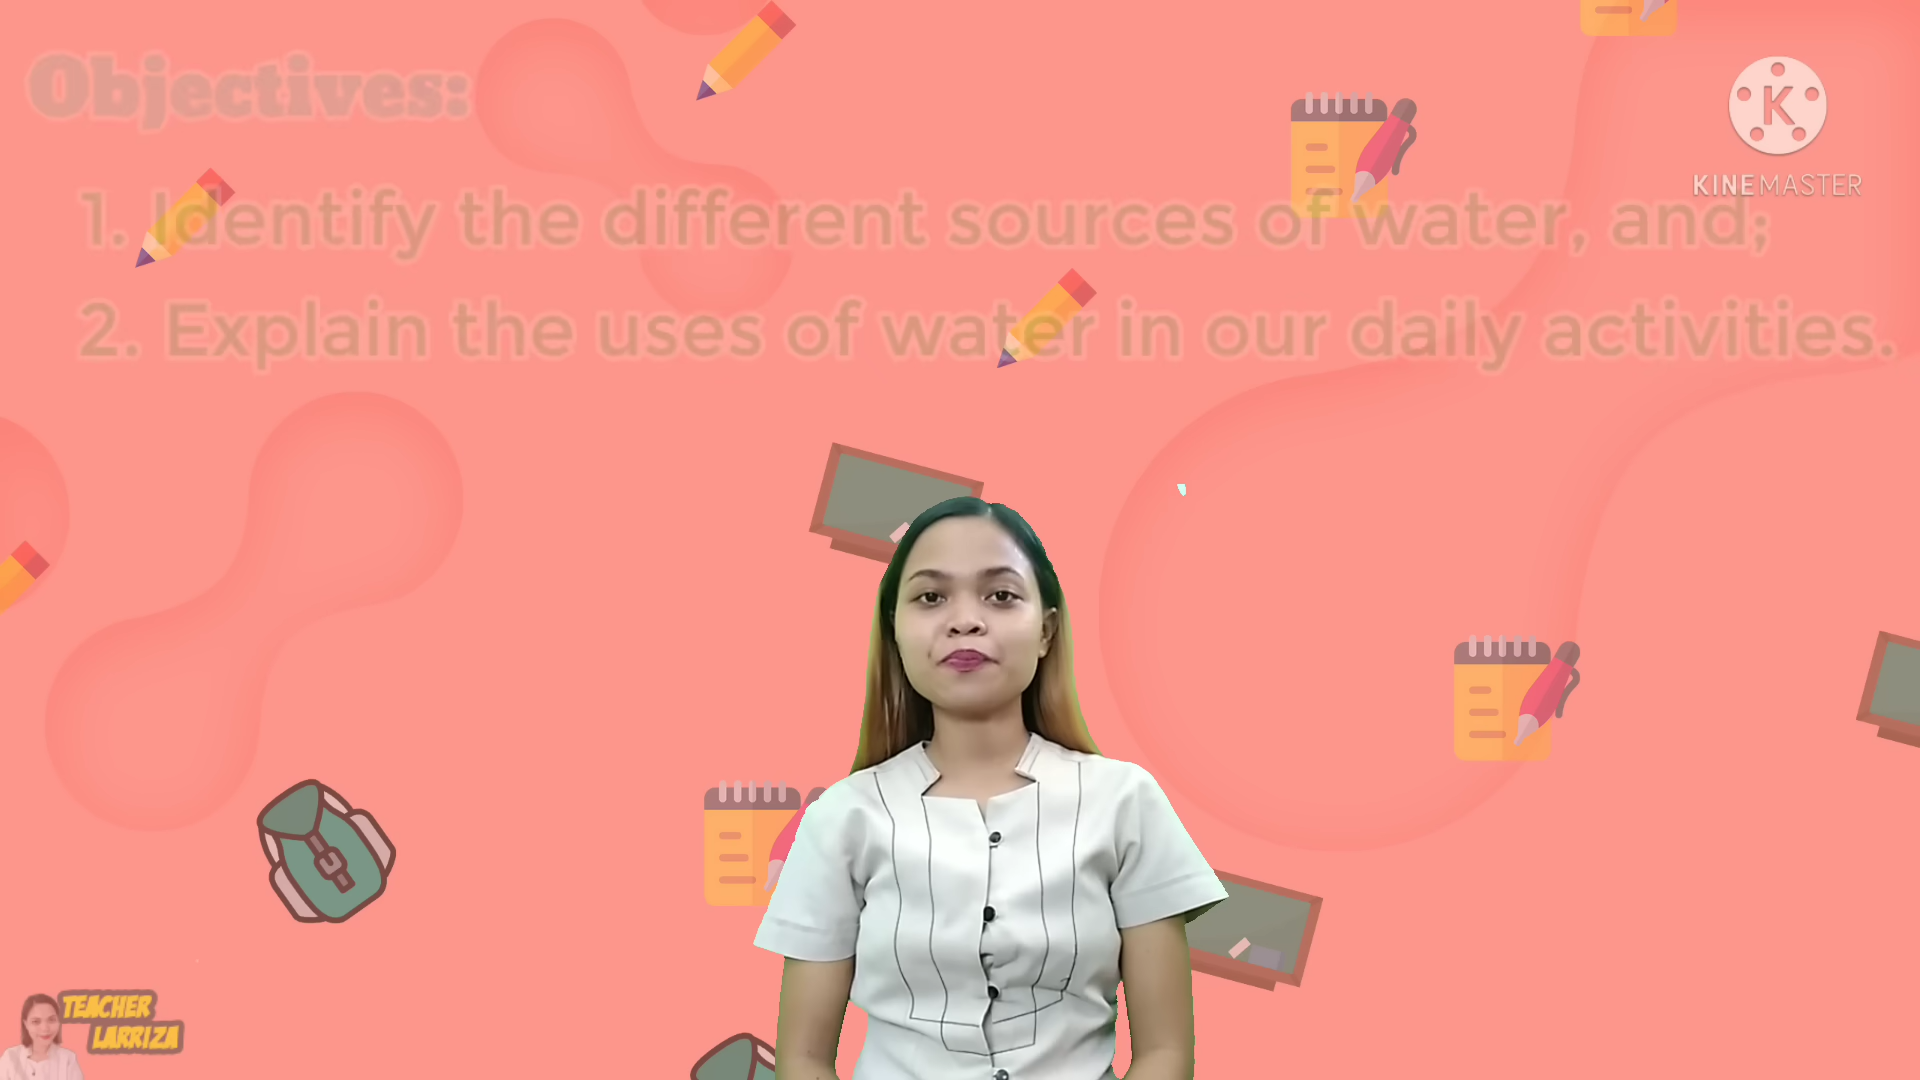 Objectives:
1. Identify the different sources of water, and;
2. Explain the uses of water in our daily activities.
K
KINEMASTER
TEACHER
LARRIZA